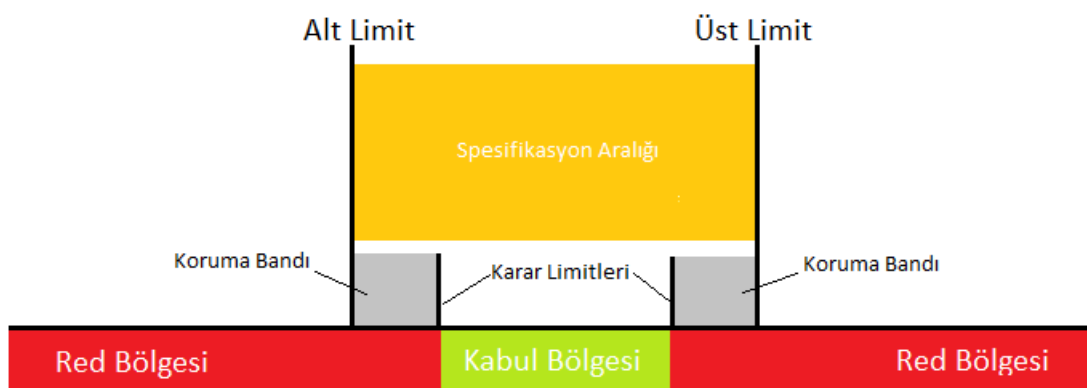 Alt Limit
Üst Limit
Spesifikasyon Aralığı
Koruma Bandı
Karar Limitleri
Koruma Bandı
Red Bölgesi
Kabul Bölgesi
Red Bölgesi